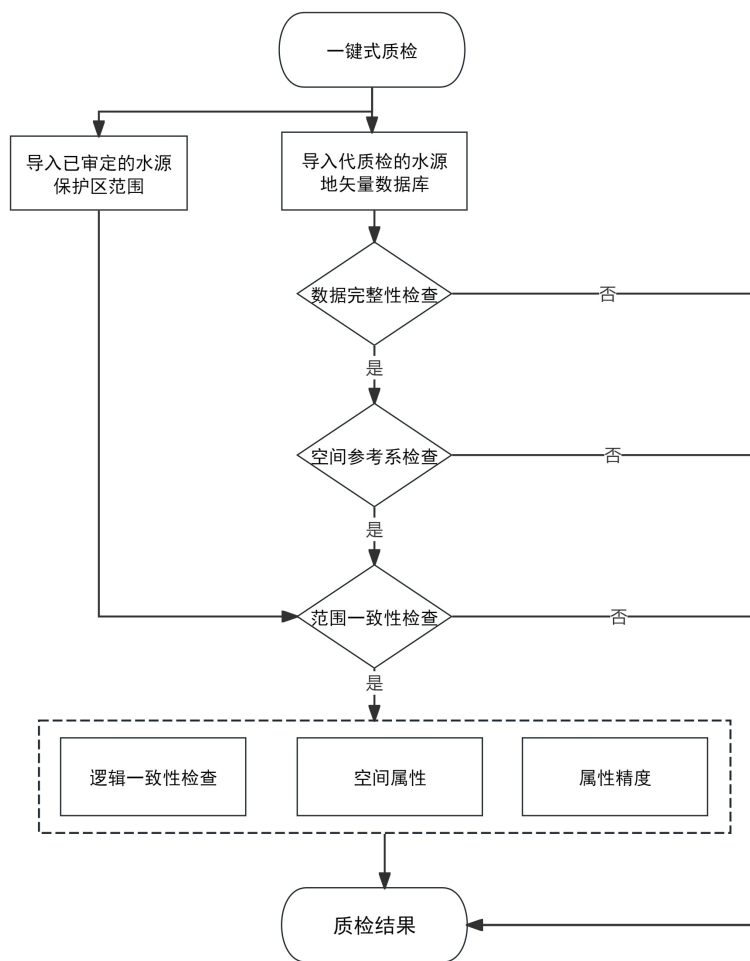 一键式质检
导入已审定的水源
保护区范围
导入代质检的水源
地矢量数据库
数据完整性检查
否
是
空间参考系检查
否
是
范围一致性检查
否
是
逻辑一致性检查
空间属性
属性精度
质检结果